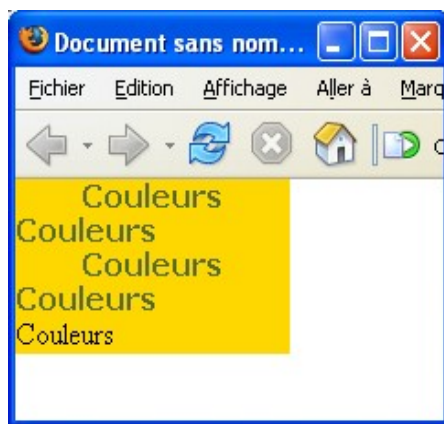 Document sans nom...
Fichier Edition Affichage Aller à Marq
Couleurs
Couleurs
Couleurs
Couleurs
Couleurs